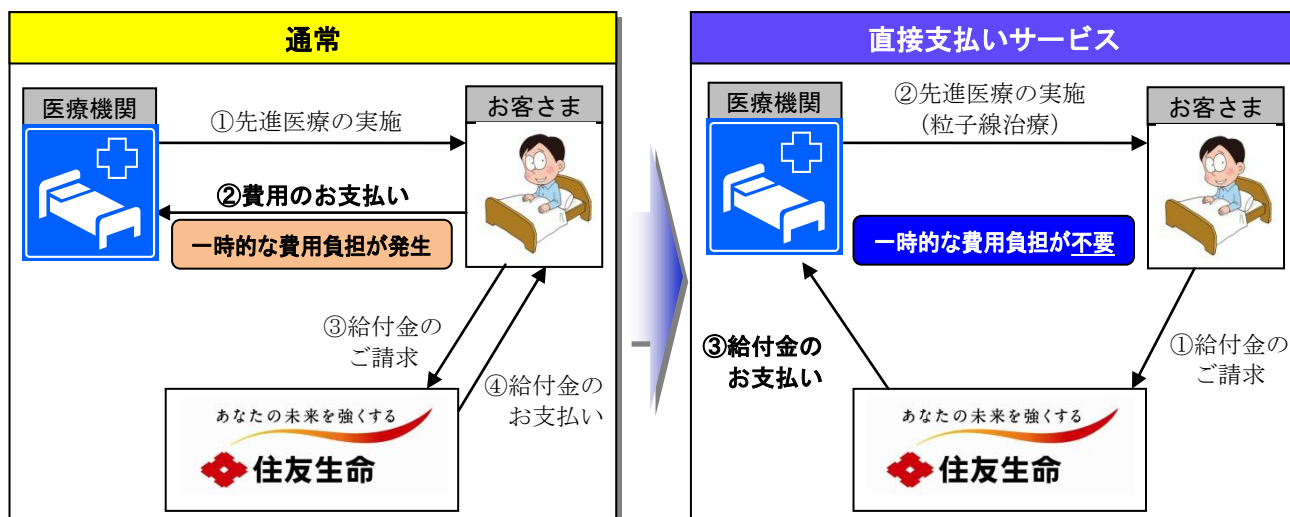 通常
医療機関
お客さま
①先進医療の実施
②費用のお支払い
一時的な費用負担が発生
③給付金の
ご請求
④給付金の
お支払い
あなたの未来を強くする
住友生命
直接支払いサービス
医療機関
お客さま
②先進医療の実施
(粒子線治療)
一時的な費用負担が不要
③給付金の
お支払い
①給付金の
ご請求
あなたの未来を強くする
住友生命